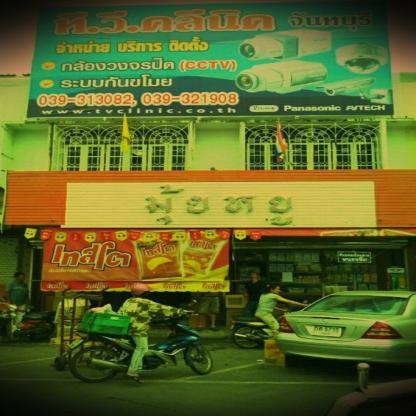 ที.วี.คลีนิค จันทบุรี
จำหน่าย บริการ ติดตั้ง
กล้องวงจรปิด (CCTV)
ระบบกันขโมย
039-313082, 039-321908
www.tvclinic.co.th
Panasonic AVTECH
มุ้ยหยู
เทสโต